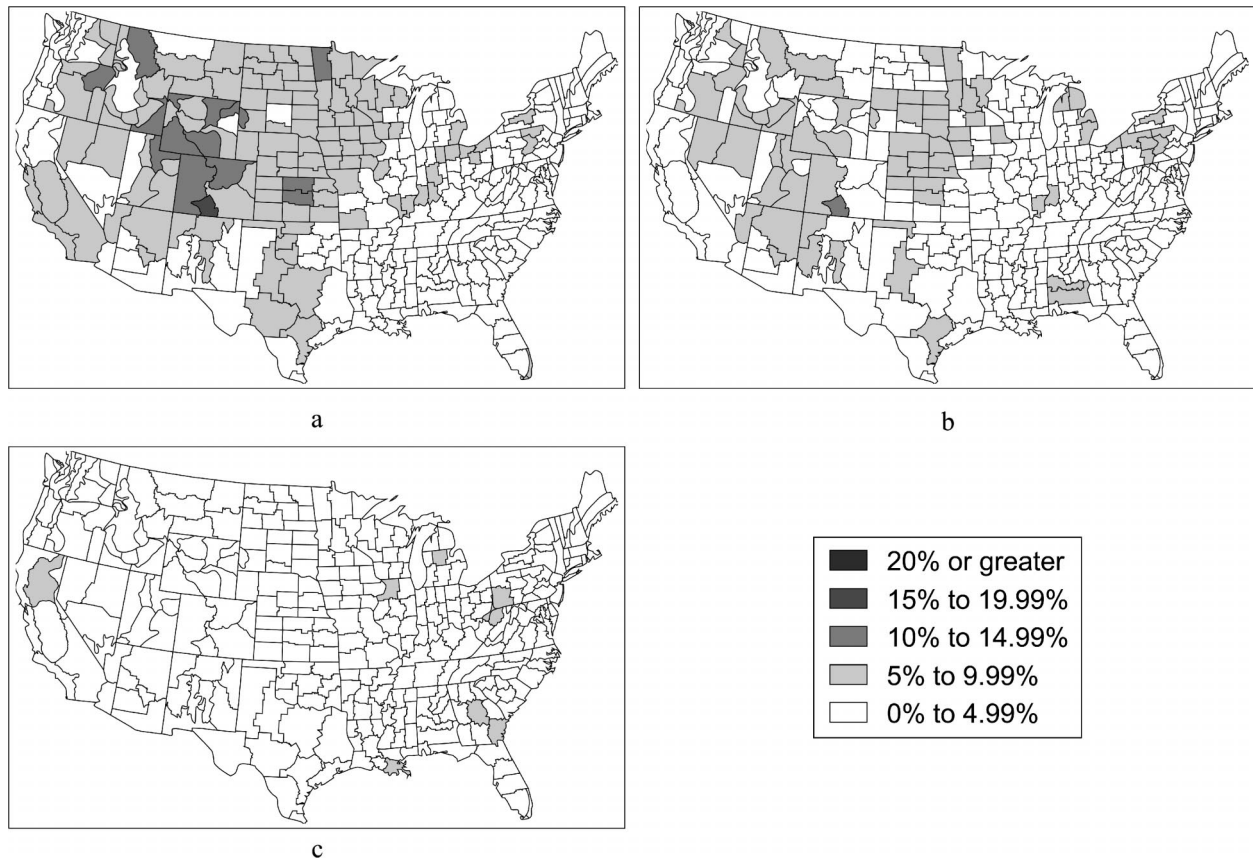 a
b
c
20% or greater
15% to 19.99%
10% to 14.99%
5% to 9.99%
0% to 4.99%